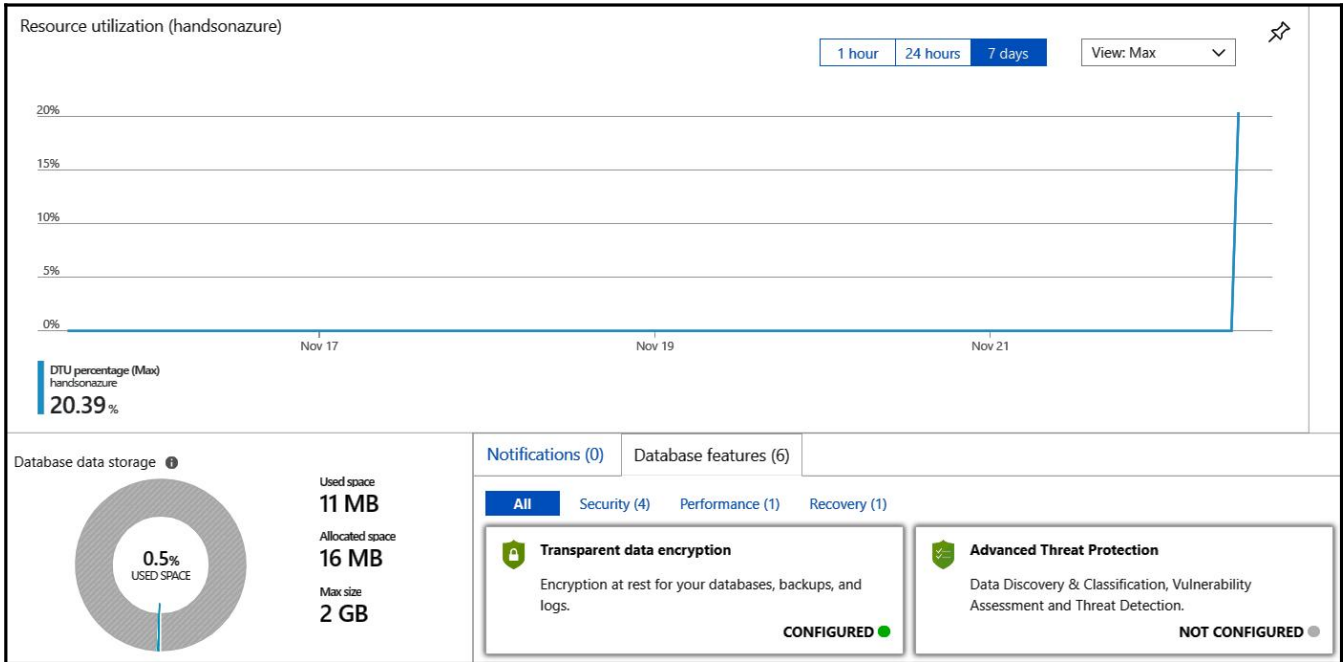 Resource utilization (handsonazure)
1 hour
24 hours
7 days
View: Max
20%
15%
10%
5%
0%
Nov 17
Nov 19
Nov 21
DTU percentage (Max)
handsonazure
20.39 %
Database data storage
0.5%
USED SPACE
Used space
11 MB
Allocated space
16 MB
Max size
2 GB
Notifications (0)
Database features (6)
All
Security (4)
Performance (1)
Recovery (1)
Transparent data encryption
Encryption at rest for your databases, backups, and
logs.
CONFIGURED
Advanced Threat Protection
Data Discovery & Classification, Vulnerability
Assessment and Threat Detection.
NOT CONFIGURED